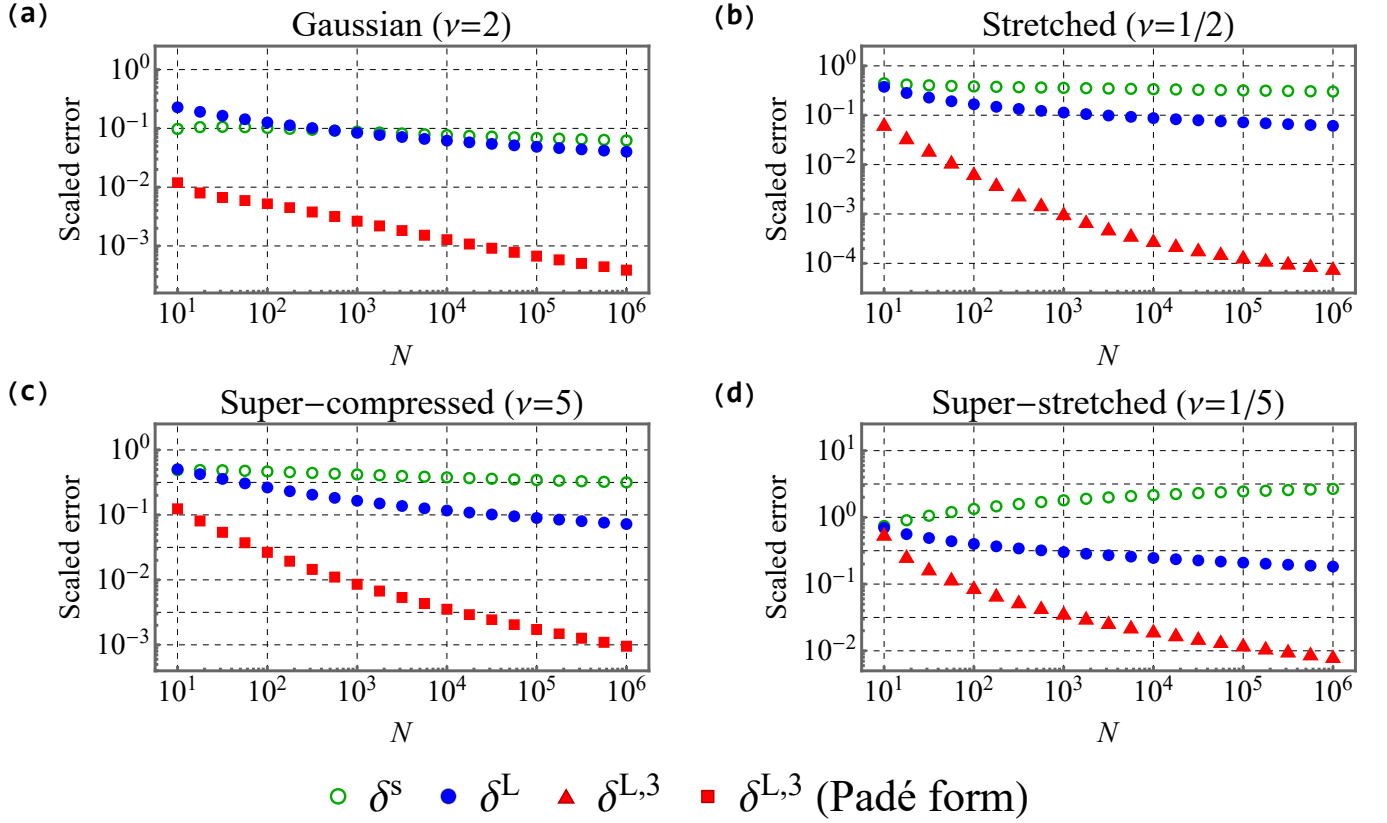 (a)
Gaussian (ν=2)
Scaled error
10⁰
10⁻¹
10⁻²
10⁻³
10¹ 10² 10³ 10⁴ 10⁵ 10⁶
N
(b)
Stretched (ν=1/2)
Scaled error
10⁰
10⁻¹
10⁻²
10⁻³
10⁻⁴
10¹ 10² 10³ 10⁴ 10⁵ 10⁶
N
(c)
Super−compressed (ν=5)
Scaled error
10⁰
10⁻¹
10⁻²
10⁻³
10¹ 10² 10³ 10⁴ 10⁵ 10⁶
N
(d)
Super−stretched (ν=1/5)
Scaled error
10¹
10⁰
10⁻¹
10⁻²
10¹ 10² 10³ 10⁴ 10⁵ 10⁶
N
δˢ δᴸ δᴸ,³ δᴸ,³ (Padé form)